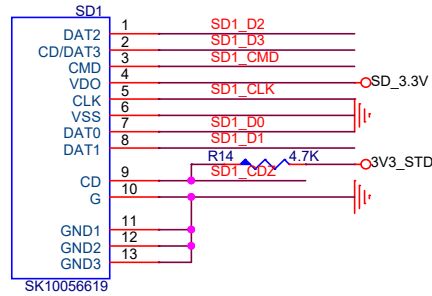 SD1
DAT2 1 SD1_D2
CD/DAT3 2 SD1_D3
CMD 3 SD1_CMD
VDO 4 SD_3.3V
CLK 5 SD1_CLK
VSS 6
DAT0 7 SD1_D0
DAT1 8 SD1_D1
R14 4.7K 3V3_STD
CD 9 SD1_CDZ
G 10
GND1 11
GND2 12
GND3 13
SK10056619